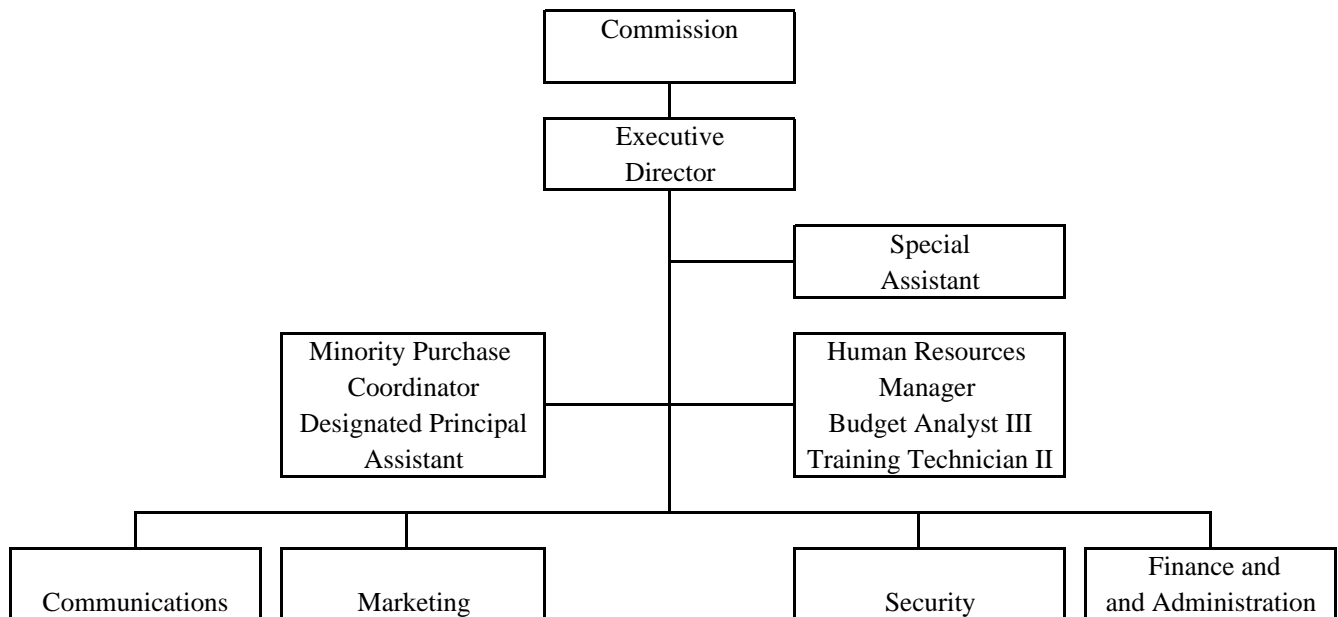 Commission
Executive
Director
Special
Assistant
Minority Purchase
Coordinator
Designated Principal
Assistant
Human Resources
Manager
Budget Analyst III
Training Technician II
Communications
Marketing
Security
Finance and
and Administration